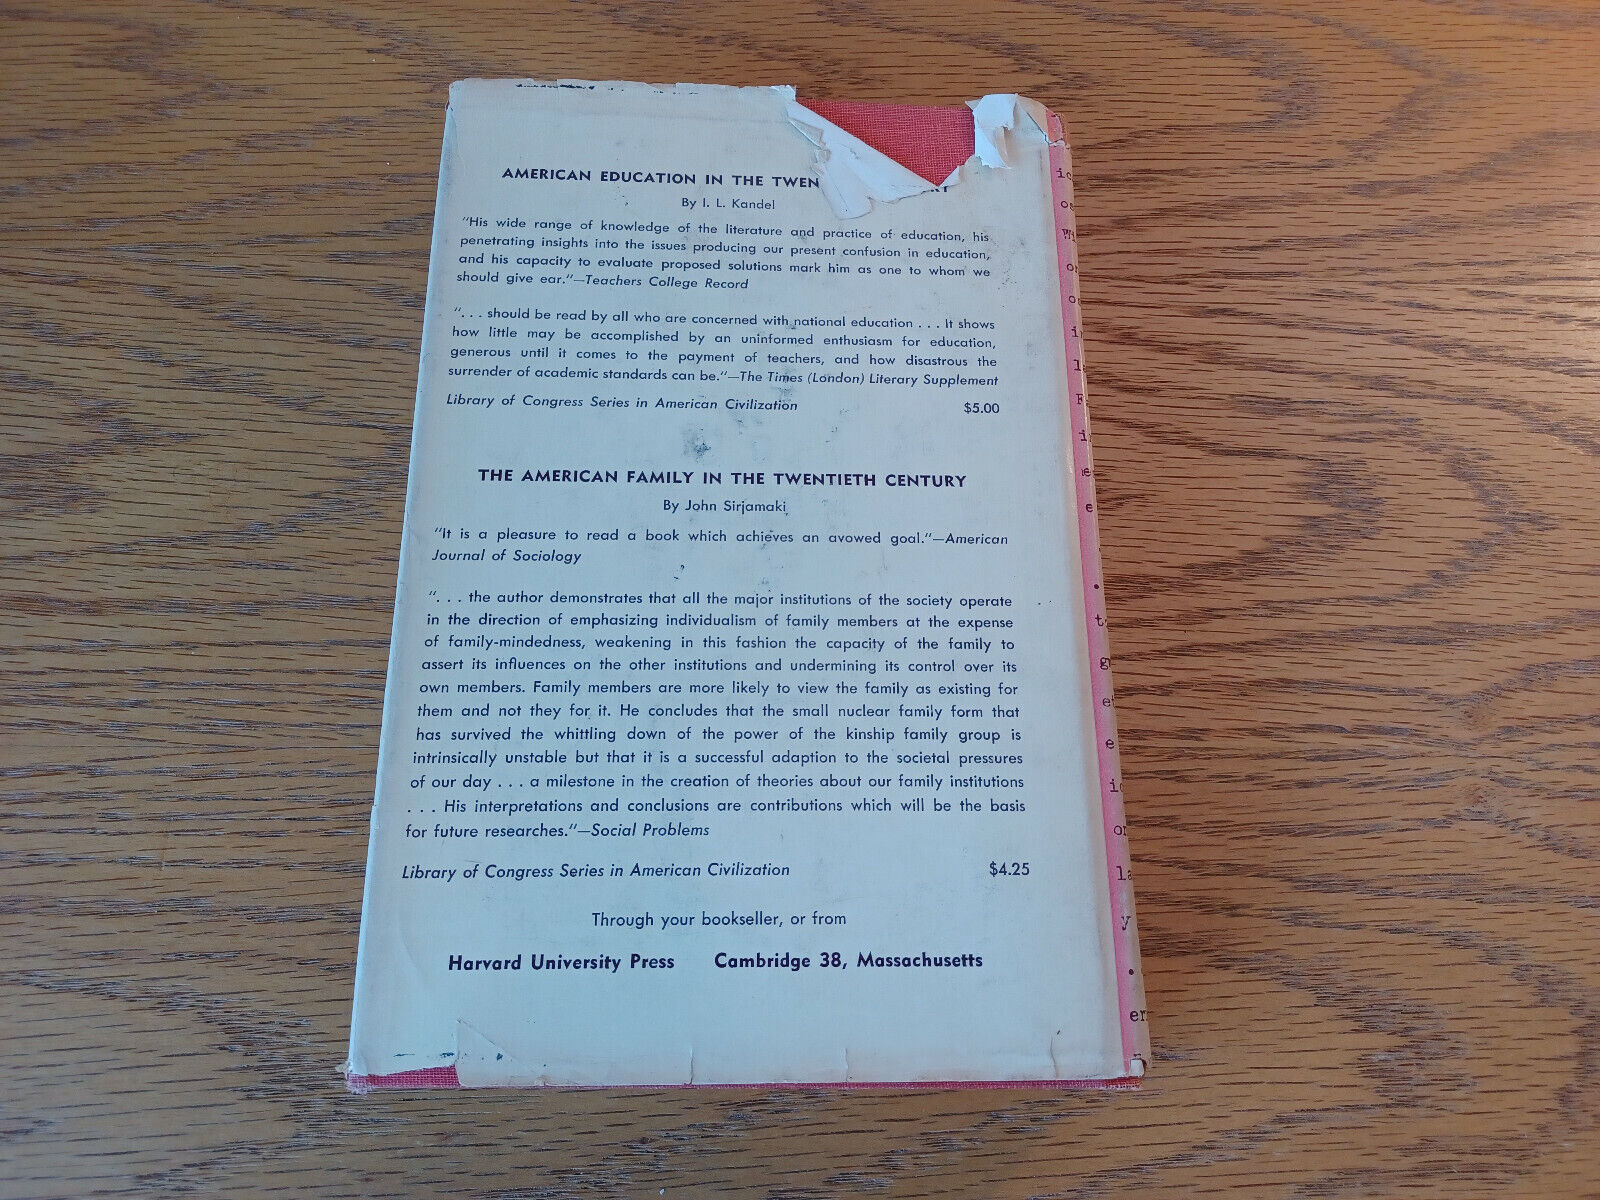 AMERICAN EDUCATION IN THE TWEN
By I. L. Kandel
"His wide range of knowledge of the literature and practice of education, his
penetrating insights into the issues producing our present confusion in education,
and his capacity to evaluate proposed solutions mark him as one to whom we
should give ear."—Teachers College Record
". . . should be read by all who are concerned with national education . . . It shows
how little may be accomplished by an uninformed enthusiasm for education,
generous until it comes to the payment of teachers, and how disastrous the
surrender of academic standards can be."—The Times (London) Literary Supplement
Library of Congress Series in American Civilization $5.00
THE AMERICAN FAMILY IN THE TWENTIETH CENTURY
By John Sirjamaki
"It is a pleasure to read a book which achieves an avowed goal."—American
Journal of Sociology
". . . the author demonstrates that all the major institutions of the society operate
in the direction of emphasizing individualism of family members at the expense
of family-mindedness, weakening in this fashion the capacity of the family to
assert its influences on the other institutions and undermining its control over its
own members. Family members are more likely to view the family as existing for
them and not they for it. He concludes that the small nuclear family form that
has survived the whittling down of the power of the kinship family group is
intrinsically unstable but that it is a successful adaption to the societal pressures
of our day . . . a milestone in the creation of theories about our family institutions
. . . His interpretations and conclusions are contributions which will be the basis
for future researches."—Social Problems
Library of Congress Series in American Civilization $4.25
Through your bookseller, or from
Harvard University Press Cambridge 38, Massachusetts